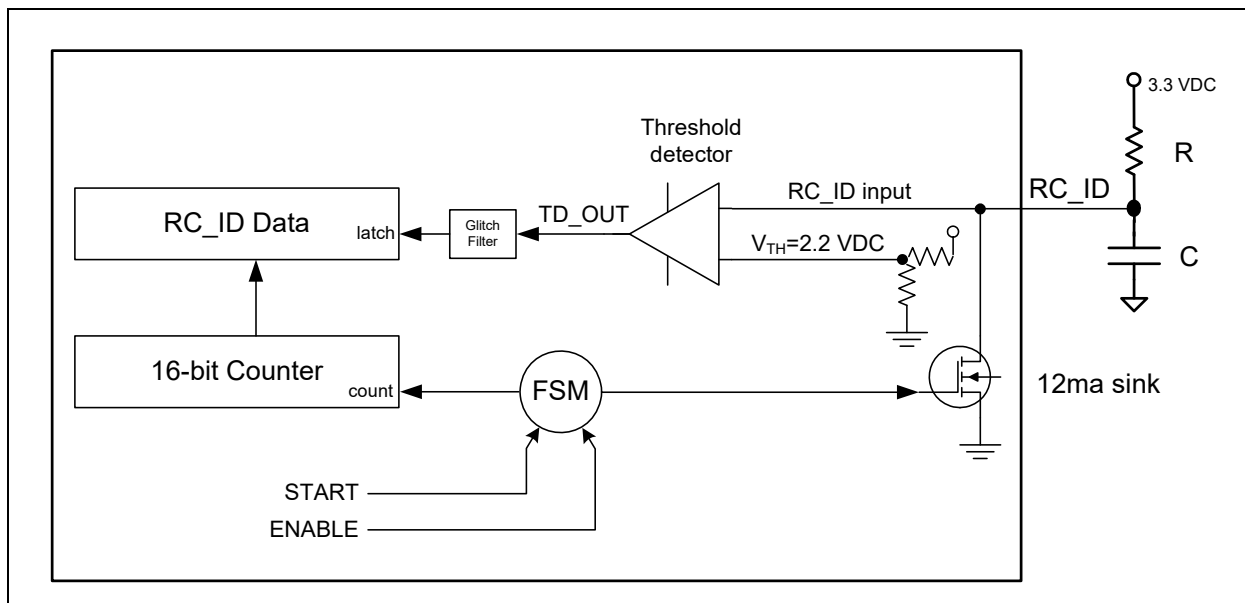 3.3 VDC
R
Threshold
detector
RC_ID input
RC_ID
RC_ID Data
latch
Glitch
Filter
TD_OUT
VTH=2.2 VDC
C
16-bit Counter
count
FSM
12ma sink
START
ENABLE